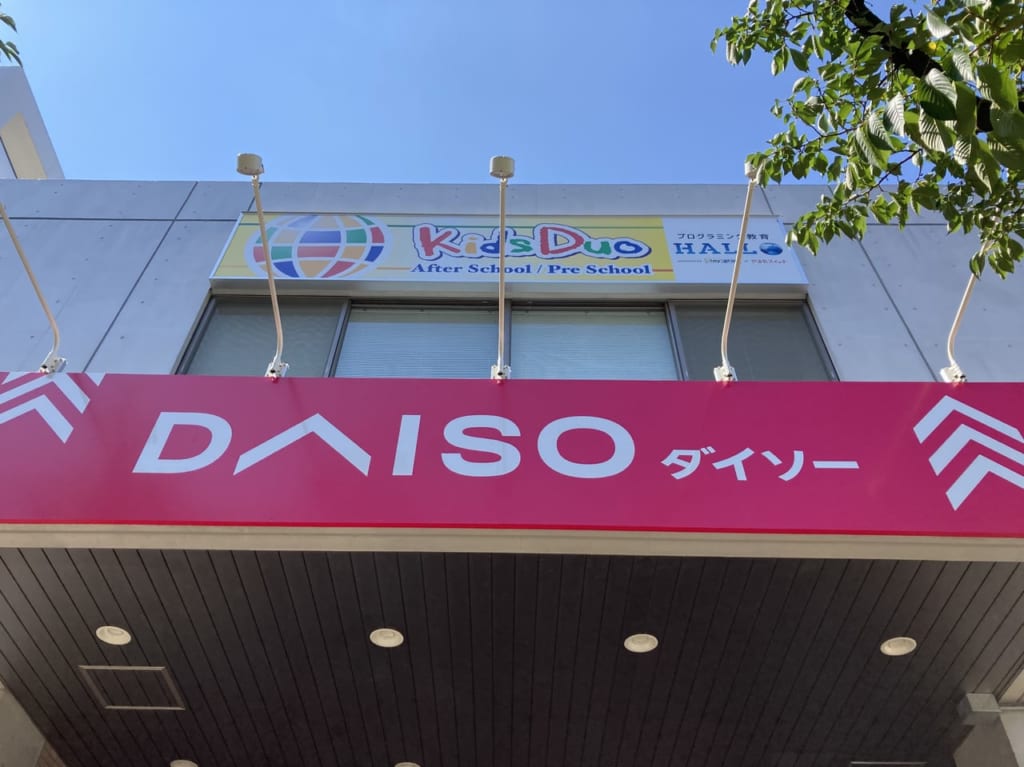 Kid's Duo
After School / Pre School
プログラミング教育
HALLO
DAISO ダイソー